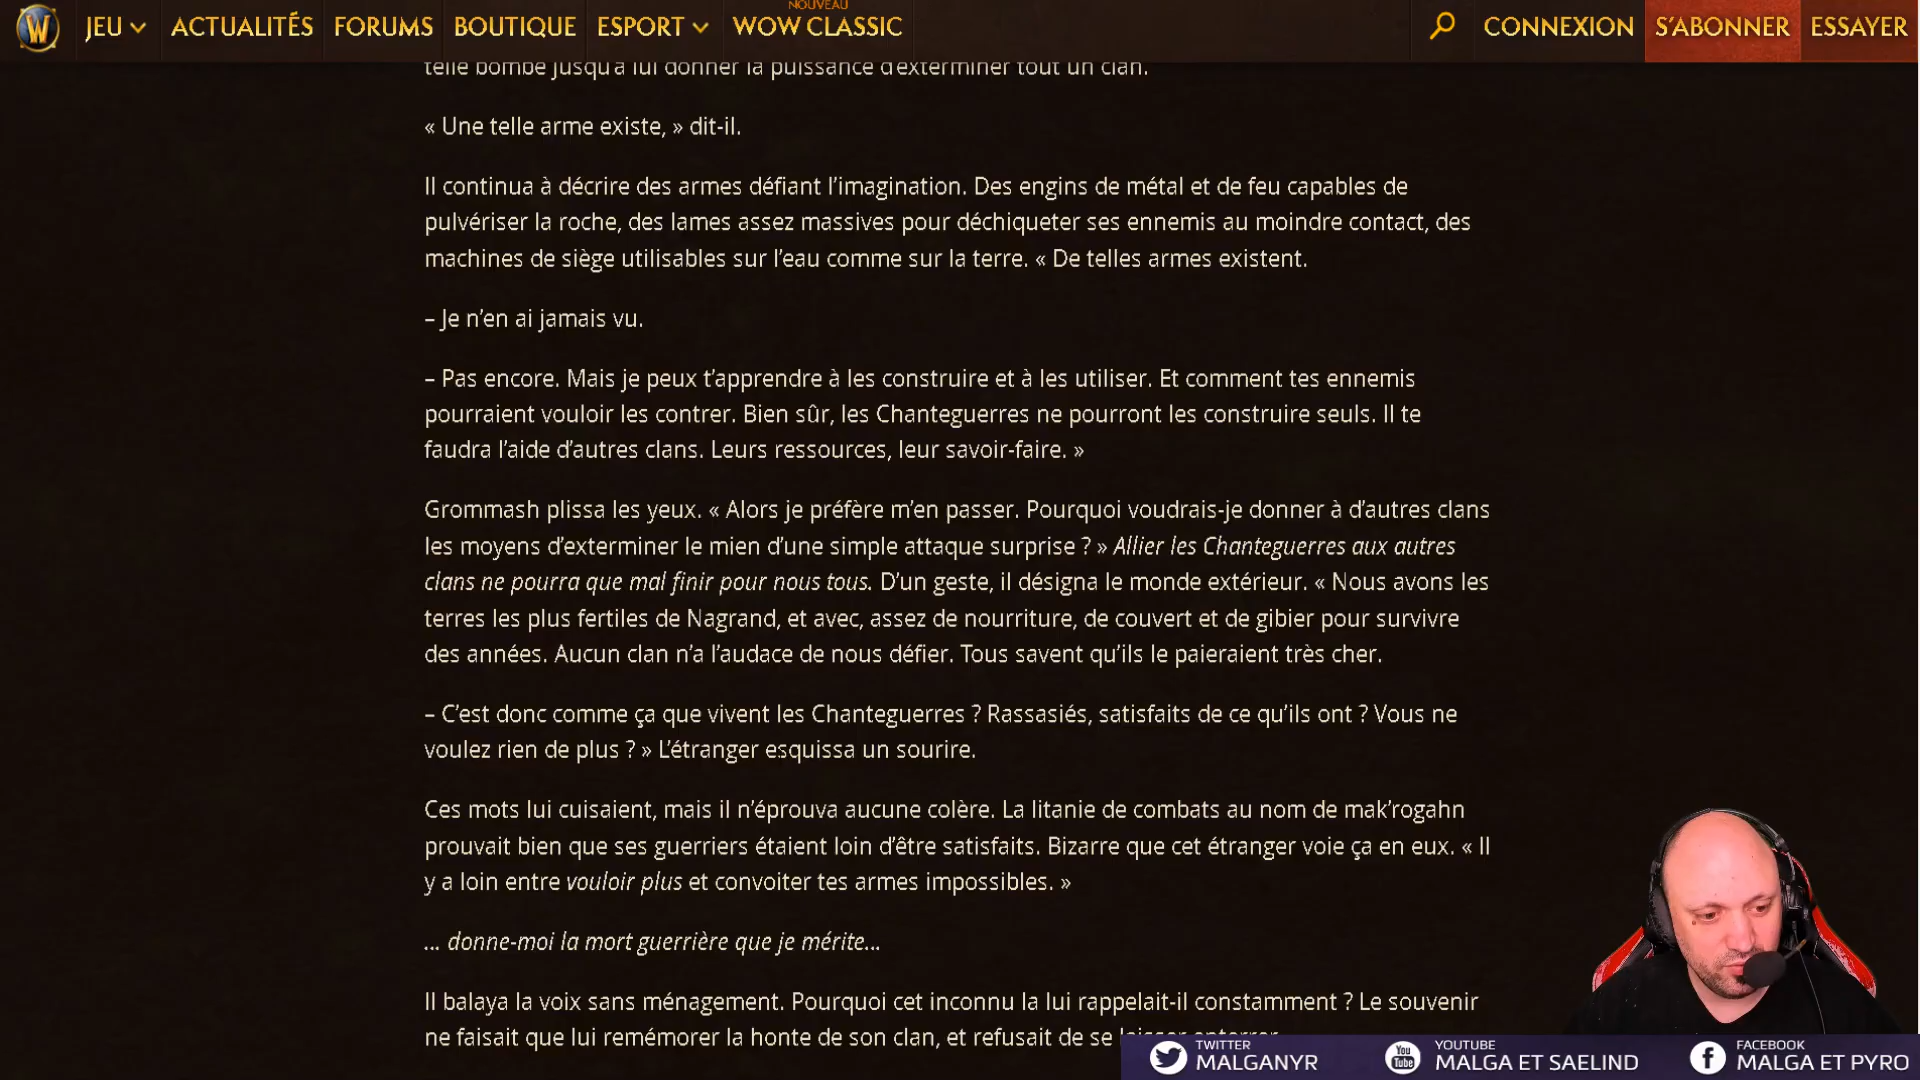 NOUVEAU
JEU ACTUALITÉS FORUMS BOUTIQUE ESPORT WOW CLASSIC CONNEXION S'ABONNER ESSAYER
telle bombe jusqu'à lui donner la puissance d'exterminer tout un clan.
« Une telle arme existe, » dit-il.
Il continua à décrire des armes défiant l'imagination. Des engins de métal et de feu capables de
pulvériser la roche, des lames assez massives pour déchiqueter ses ennemis au moindre contact, des
machines de siège utilisables sur l'eau comme sur la terre. « De telles armes existent.
– Je n'en ai jamais vu.
– Pas encore. Mais je peux t'apprendre à les construire et à les utiliser. Et comment tes ennemis
pourraient vouloir les contrer. Bien sûr, les Chanteguerres ne pourront les construire seuls. Il te
faudra l'aide d'autres clans. Leurs ressources, leur savoir-faire. »
Grommash plissa les yeux. « Alors je préfère m'en passer. Pourquoi voudrais-je donner à d'autres clans
les moyens d'exterminer le mien d'une simple attaque surprise ? » Allier les Chanteguerres aux autres
clans ne pourra que mal finir pour nous tous. D'un geste, il désigna le monde extérieur. « Nous avons les
terres les plus fertiles de Nagrand, et avec, assez de nourriture, de couvert et de gibier pour survivre
des années. Aucun clan n'a l'audace de nous défier. Tous savent qu'ils le paieraient très cher.
– C'est donc comme ça que vivent les Chanteguerres ? Rassasiés, satisfaits de ce qu'ils ont ? Vous ne
voulez rien de plus ? » L'étranger esquissa un sourire.
Ces mots lui cuisaient, mais il n'éprouva aucune colère. La litanie de combats au nom de mak'rogahn
prouvait bien que ses guerriers étaient loin d'être satisfaits. Bizarre que cet étranger voie ça en eux. « Il
y a loin entre vouloir plus et convoiter tes armes impossibles. »
... donne-moi la mort guerrière que je mérite...
Il balaya la voix sans ménagement. Pourquoi cet inconnu la lui rappelait-il constamment ? Le souvenir
ne faisait que lui remémorer la honte de son clan, et refusait de se
TWITTER
MALGANYR
You Tube
YOUTUBE
MALGA ET SAELIND
FACEBOOK
MALGA ET PYRO